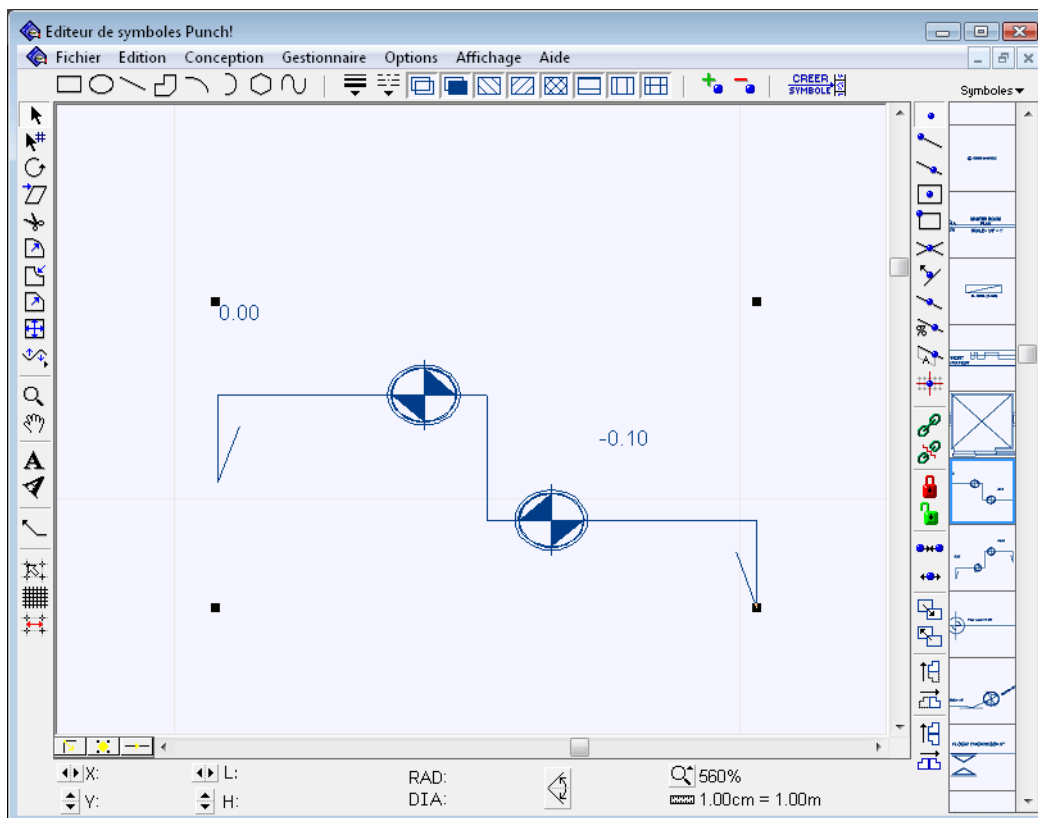 Editeur de symboles Punch!
Fichier Edition Conception Gestionnaire Options Affichage Aide
CREER
SYMBOLE
Symboles
0.00
-0.10
A
X:
L:
RAD:
560%
Y:
H:
DIA:
1.00cm = 1.00m